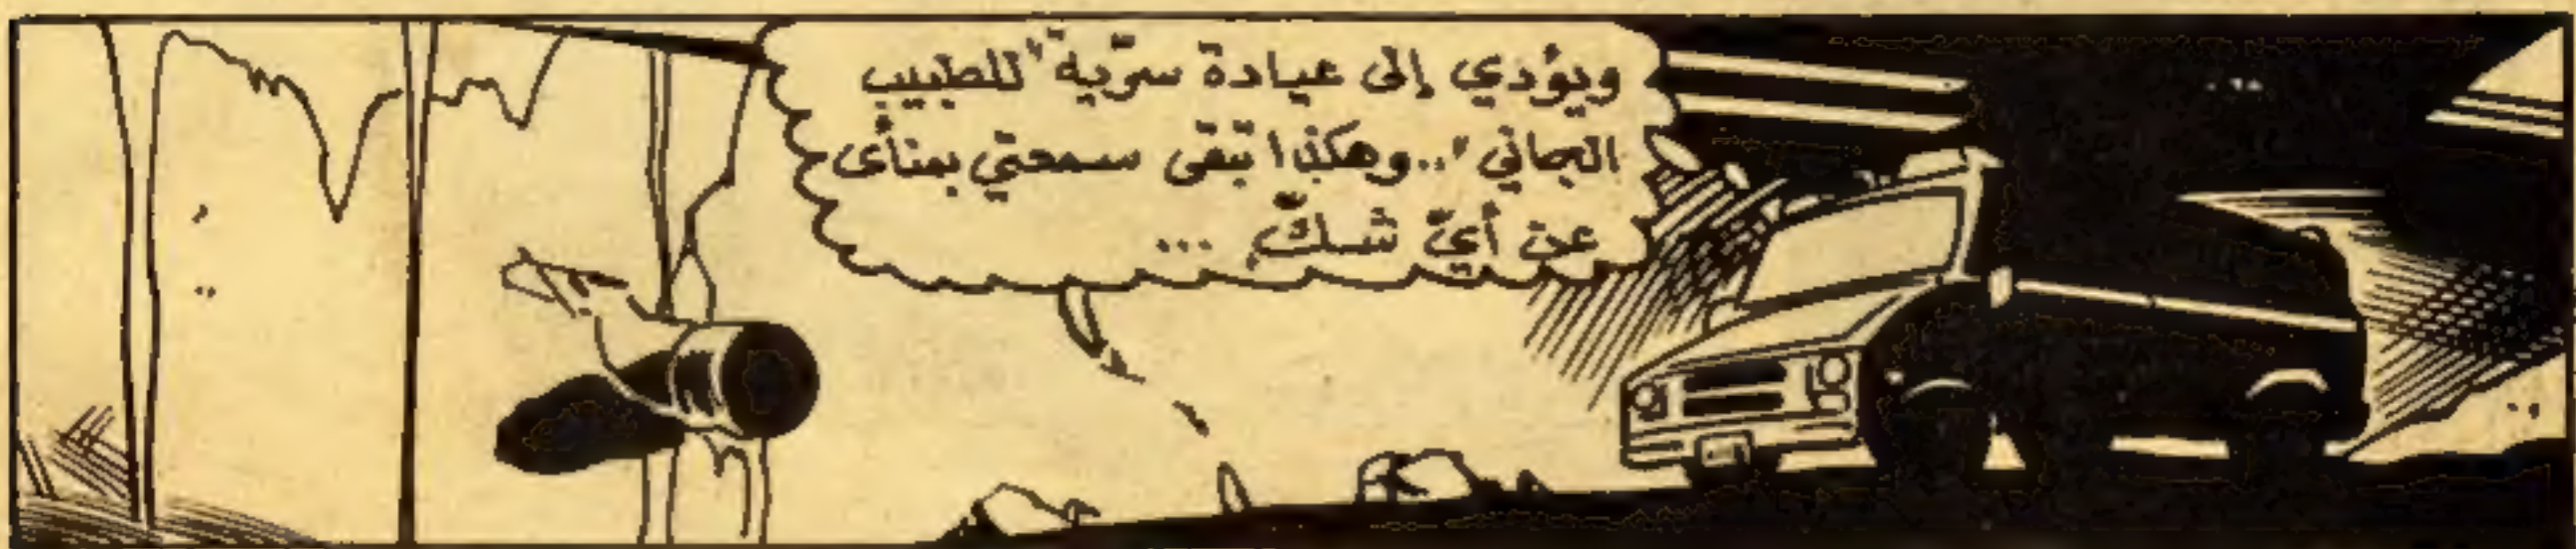 ويؤدي إلى عيادة سرّية "للطبيب
الجاني".. وهكذا تبقى سمعتي بمنأى
عن أيّ شكّ ...